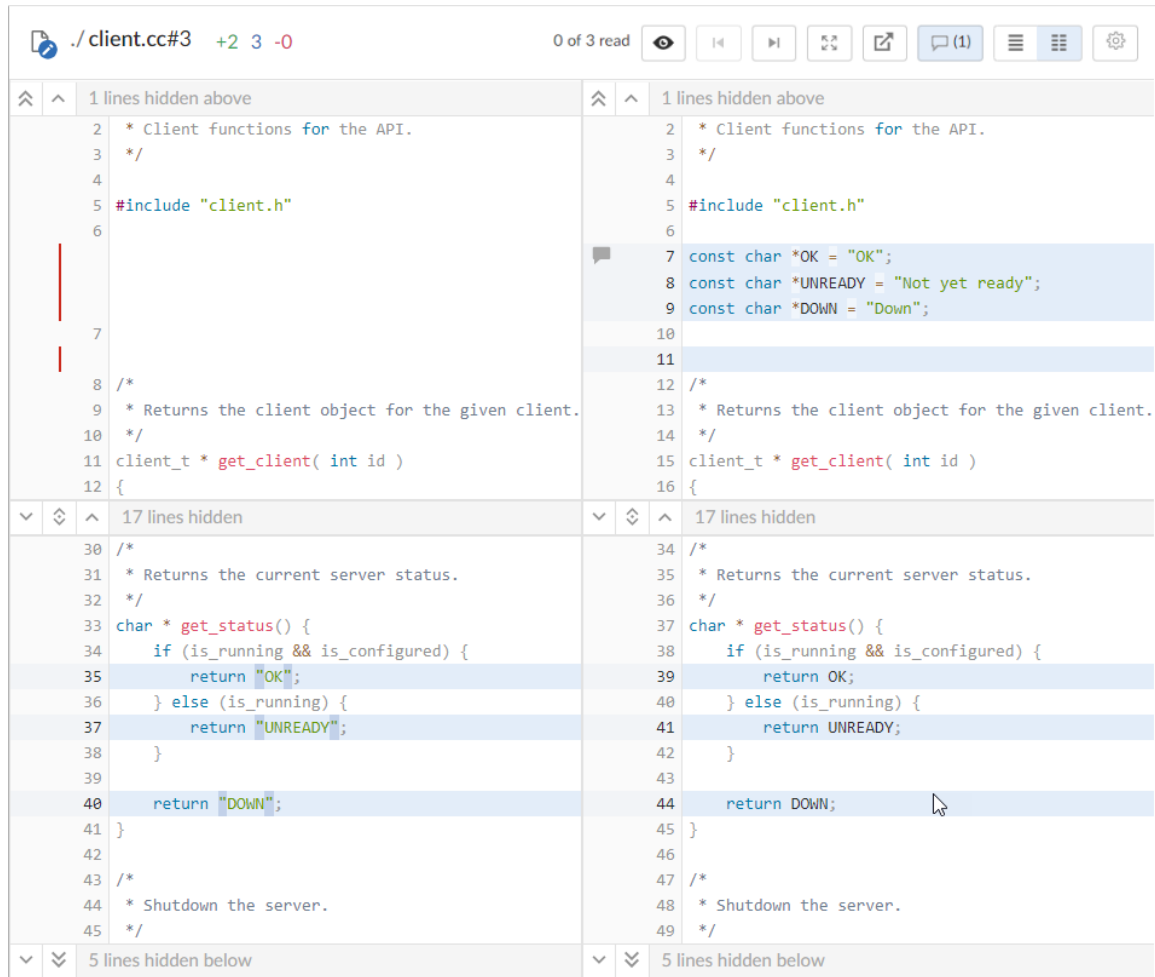 ./ client.cc#3 +2 3 -0 0 of 3 read (1)
1 lines hidden above
2 * Client functions for the API.
3 */
4
5 #include "client.h"
6
7
8 /*
9 * Returns the client object for the given client.
10 */
11 client_t * get_client( int id )
12 {
17 lines hidden
30 /*
31 * Returns the current server status.
32 */
33 char * get_status() {
34 if (is_running && is_configured) {
35 return "OK";
36 } else (is_running) {
37 return "UNREADY";
38 }
39
40 return "DOWN";
41 }
42
43 /*
44 * Shutdown the server.
45 */
5 lines hidden below
1 lines hidden above
2 * Client functions for the API.
3 */
4
5 #include "client.h"
6
7 const char *OK = "OK";
8 const char *UNREADY = "Not yet ready";
9 const char *DOWN = "Down";
10
11
12 /*
13 * Returns the client object for the given client.
14 */
15 client_t * get_client( int id )
16 {
17 lines hidden
34 /*
35 * Returns the current server status.
36 */
37 char * get_status() {
38 if (is_running && is_configured) {
39 return OK;
40 } else (is_running) {
41 return UNREADY;
42 }
43
44 return DOWN;
45 }
46
47 /*
48 * Shutdown the server.
49 */
5 lines hidden below